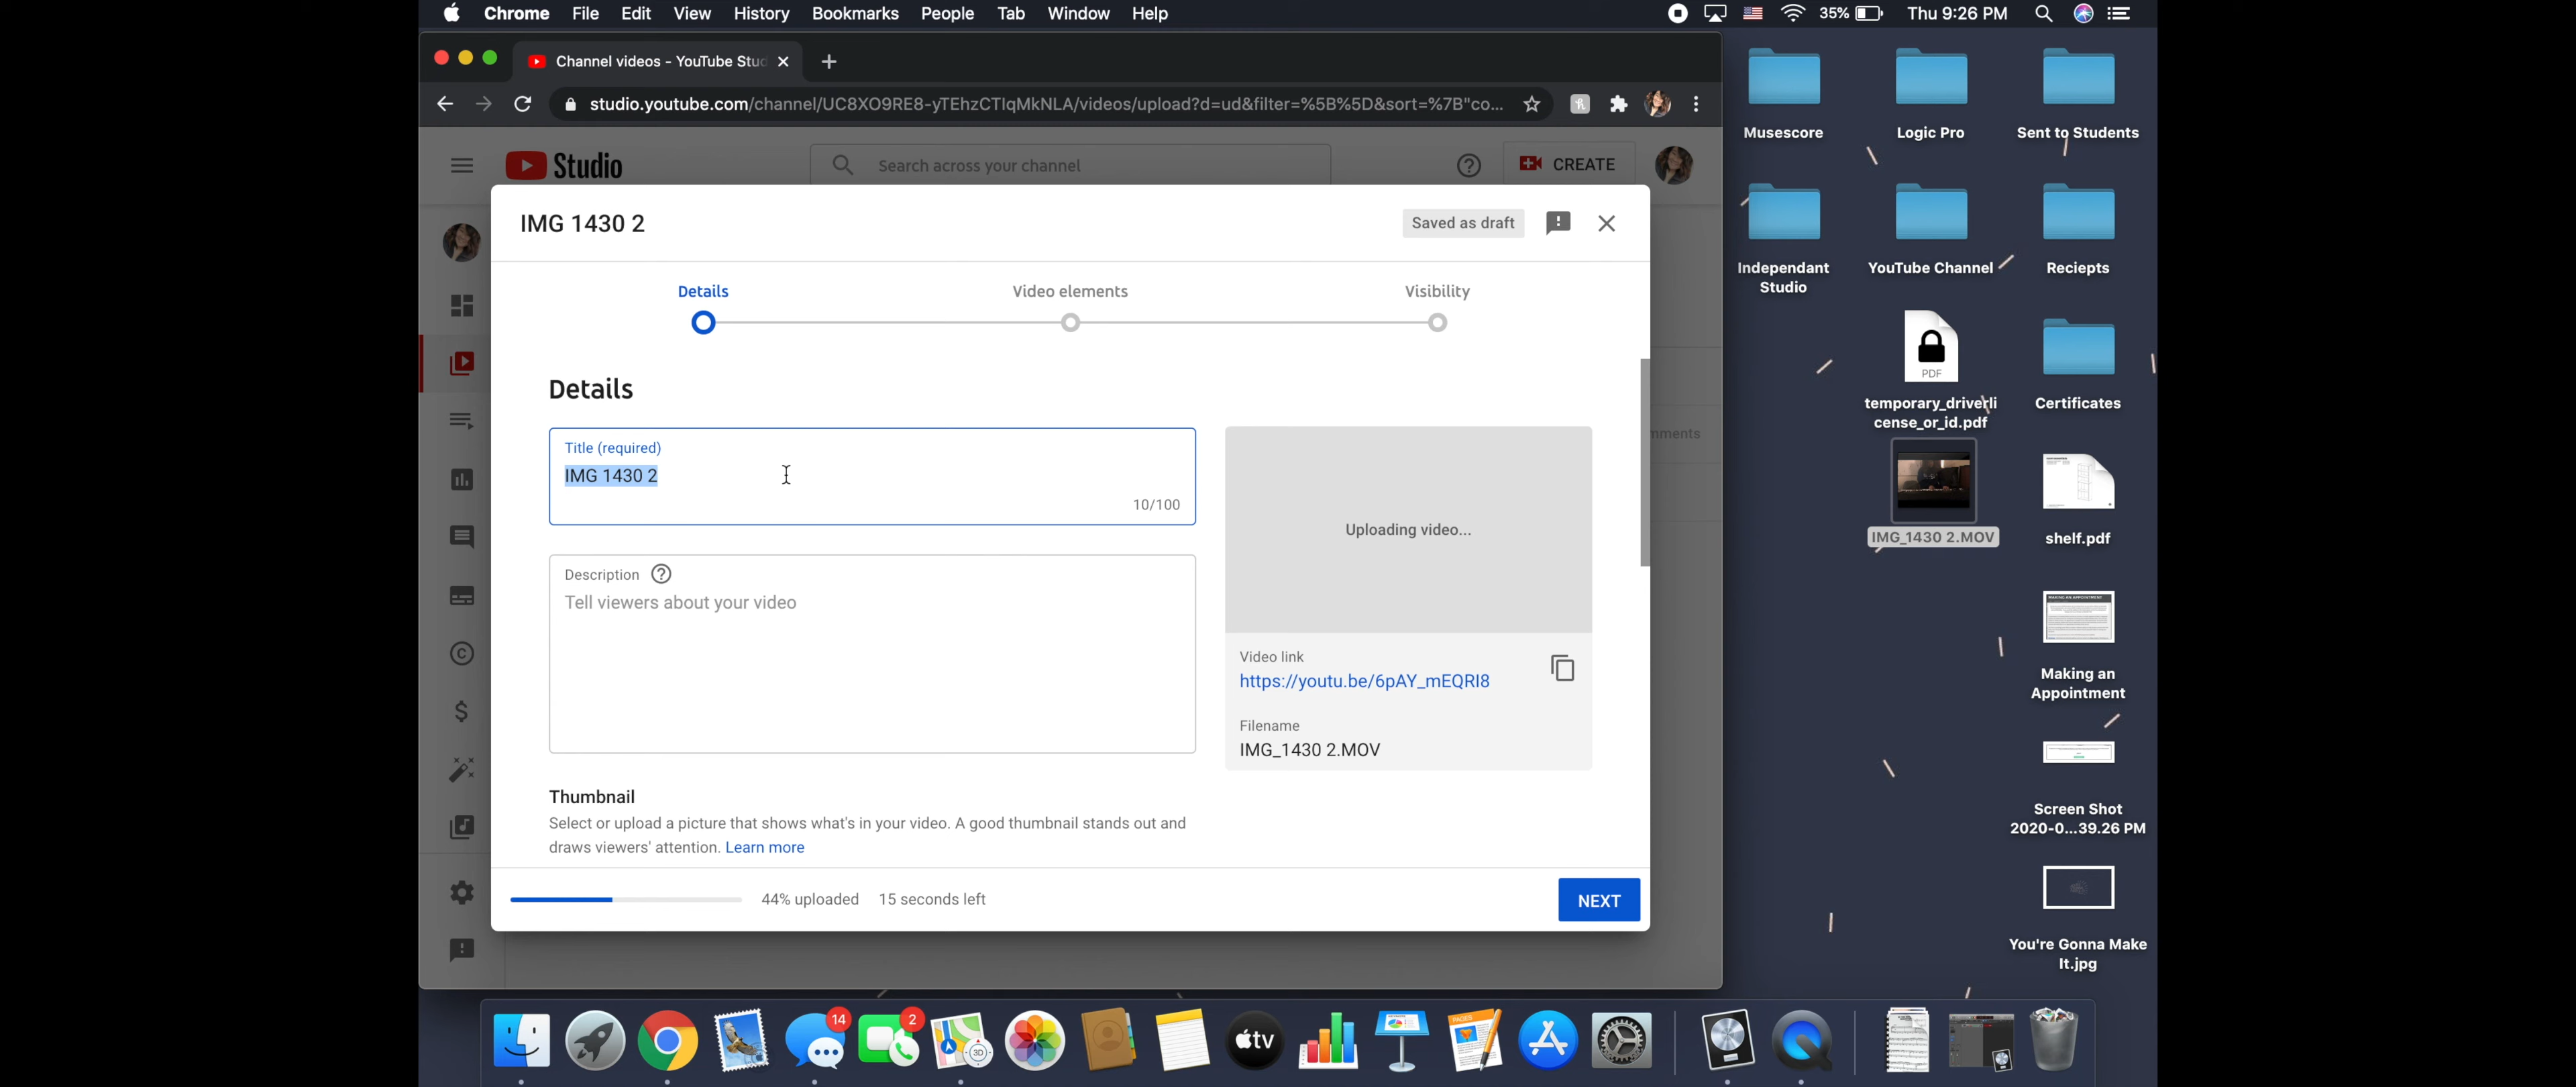 Chrome File Edit View History Bookmarks People Tab Window Help
35% Thu 9:26 PM
Channel videos - YouTube Stud
studio.youtube.com/channel/UC8XO9RE8-yTEhzCTIqMkNLA/videos/upload?d=ud&filter=%5B%5D&sort=%7B"co...
Studio
Search across your channel
CREATE
IMG 1430 2
Saved as draft
Details
Video elements
Visibility
Details
Title (required)
IMG 1430 2
10/100
Description
Tell viewers about your video
Uploading video...
Video link
https://youtu.be/6pAY_mEQRI8
Filename
IMG_1430 2.MOV
Thumbnail
Select or upload a picture that shows what's in your video. A good thumbnail stands out and
draws viewers' attention. Learn more
44% uploaded 15 seconds left
NEXT
mments
Musescore
Logic Pro
Sent to Students
Independant
Studio
YouTube Channel
Reciepts
PDF
temporary_driverli
cense_or_id.pdf
Certificates
IMG_1430 2.MOV
shelf.pdf
MAKING AN APPOINTMENT
Making an
Appointment
Screen Shot
2020-0...39.26 PM
You're Gonna Make
It.jpg
14
2
3D
tv
PAGES